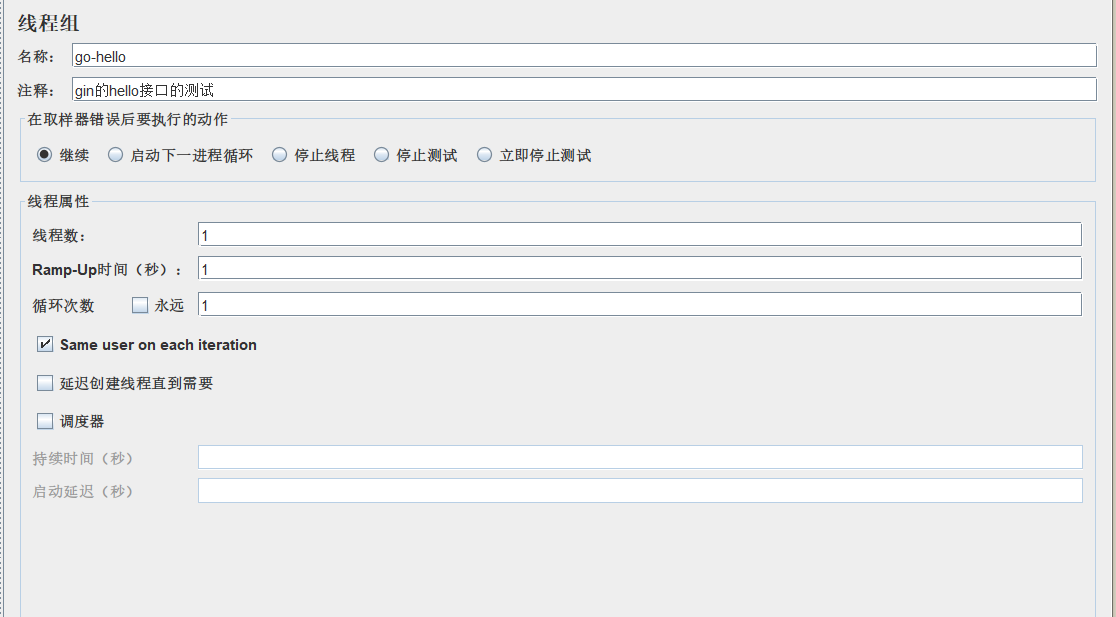 线程组
名称： go-hello
注释： gin的hello接口的测试
在取样器错误后要执行的动作
继续 启动下一进程循环 停止线程 停止测试 立即停止测试
线程属性
线程数： 1
Ramp-Up时间（秒）： 1
循环次数 永远 1
Same user on each iteration
延迟创建线程直到需要
调度器
持续时间（秒）
启动延迟（秒）